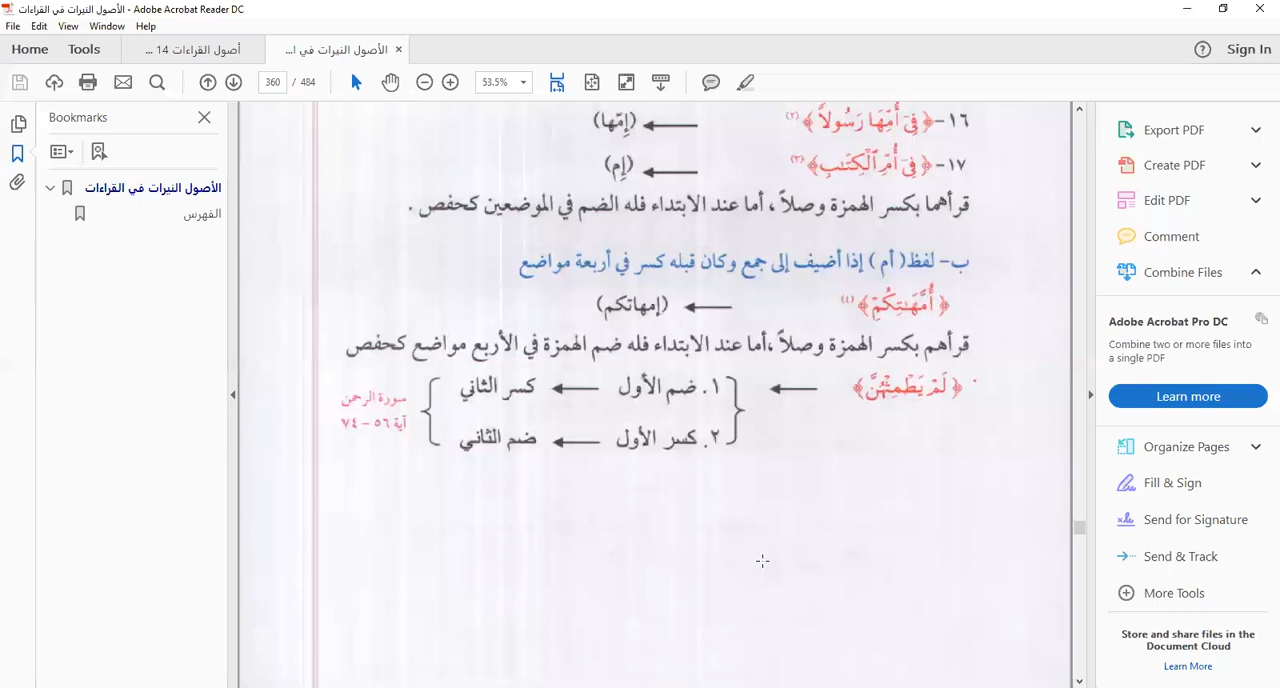 الأصول النيرات في القراءات - Adobe Acrobat Reader DC
File Edit View Window Help
Home Tools أصول القراءات 14 ... الأصول النيرات في ا... ×
Sign In
360 / 484 53.5%
Bookmarks
الأصول النيرات في القراءات
الفهرس
١٦-﴿فِىٓ أُمِّهَا رَسُولاً﴾ (٢) (إِمّها)
١٧-﴿فِىٓ أُمِّ ٱلْكِتَٰبِ﴾ (٣) (إِم)
قرأهما بكسر الهمزة وصلاً ، أما عند الابتداء فله الضم في الموضعين كحفص .
ب- لفظ( أم ) إذا أضيف إلى جمع وكان قبله كسر في أربعة مواضع
﴿أُمَّهَٰتِكُمْ﴾ (٤) (إمهاتكم)
قرأهم بكسر الهمزة وصلاً ،أما عند الابتداء فله ضم الهمزة في الأربع مواضع كحفص
﴿لَمْ يَطْمِثْهُنَّ﴾
١. ضم الأول كسر الثاني
٢. كسر الأول ضم الثاني
سورة الرحمن
آية ٥٦ – ٧٤
Export PDF
Create PDF
Edit PDF
Comment
Combine Files
Adobe Acrobat Pro DC
Combine two or more files into
a single PDF
Learn more
Organize Pages
Fill & Sign
Send for Signature
Send & Track
More Tools
Store and share files in the
Document Cloud
Learn More